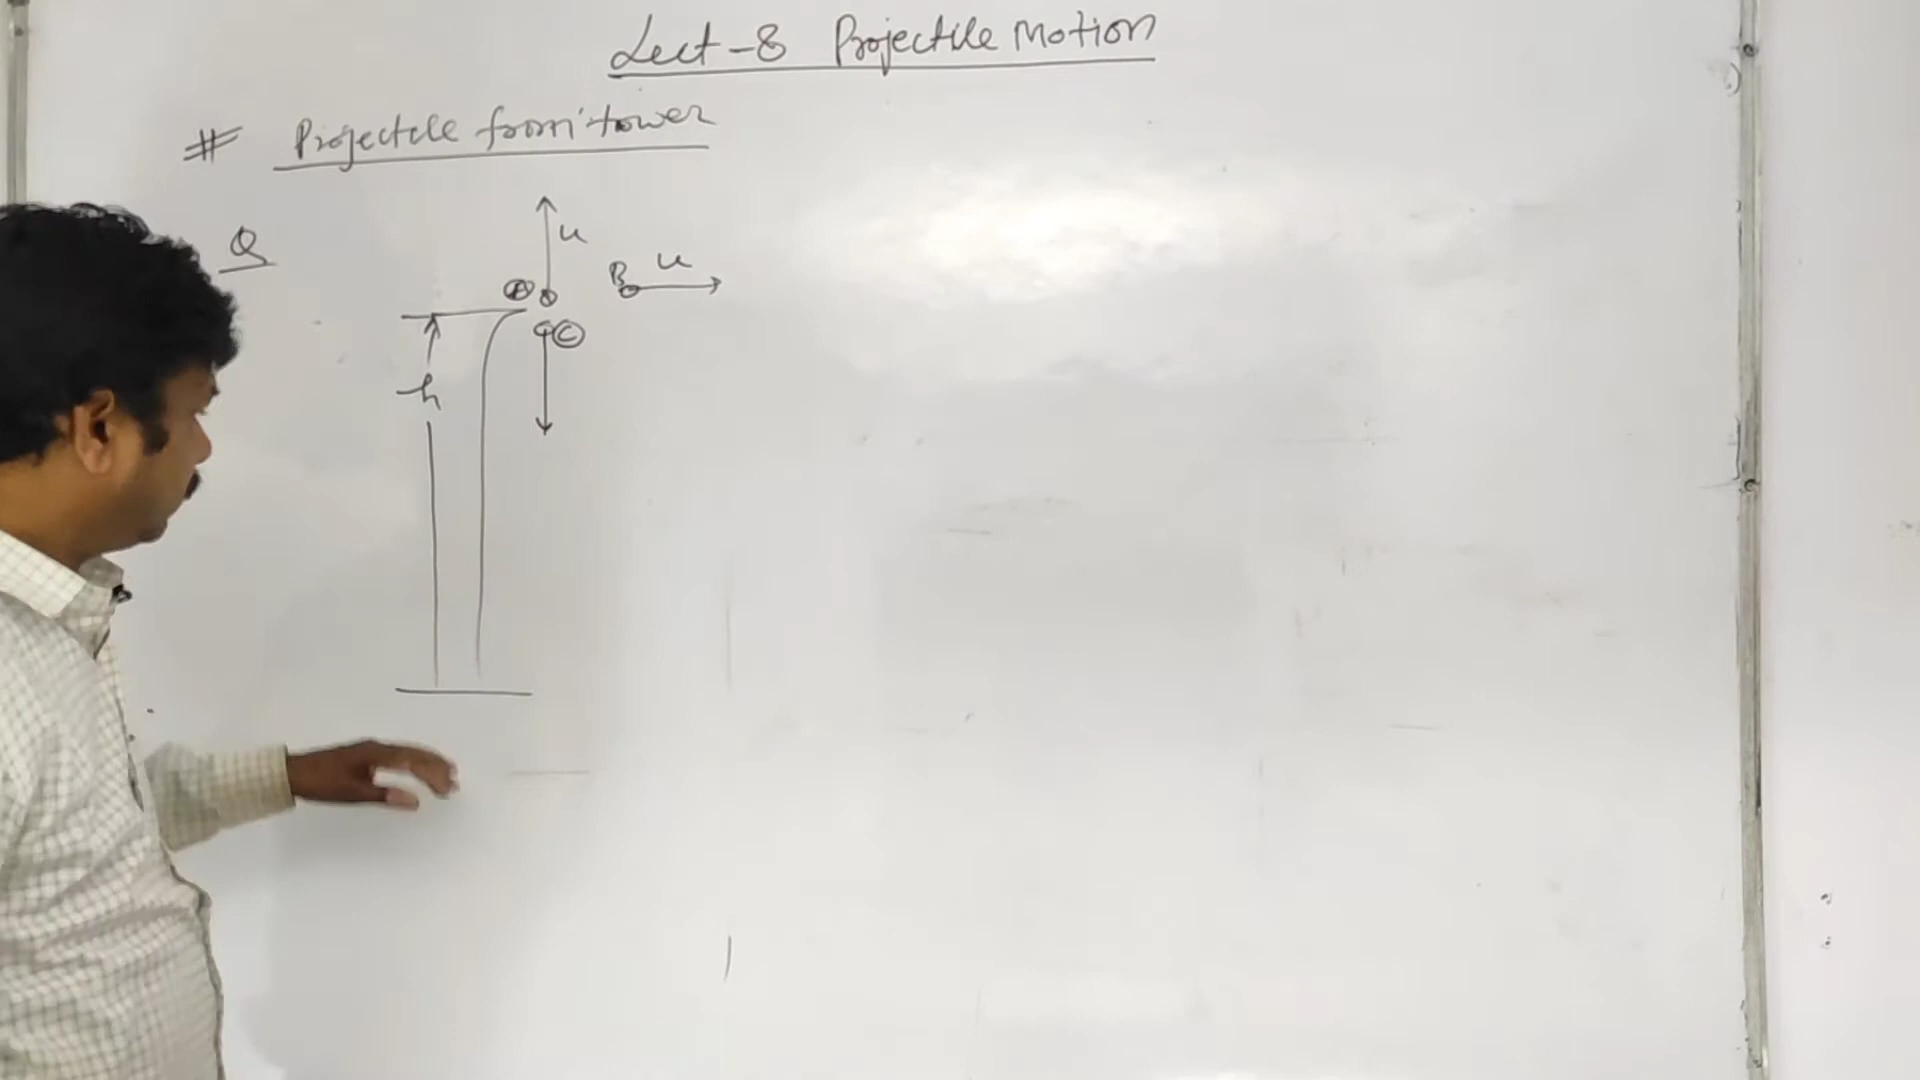 Lect-8 Projectile Motion
# Projectile from tower
Q
u
A B u
C
h